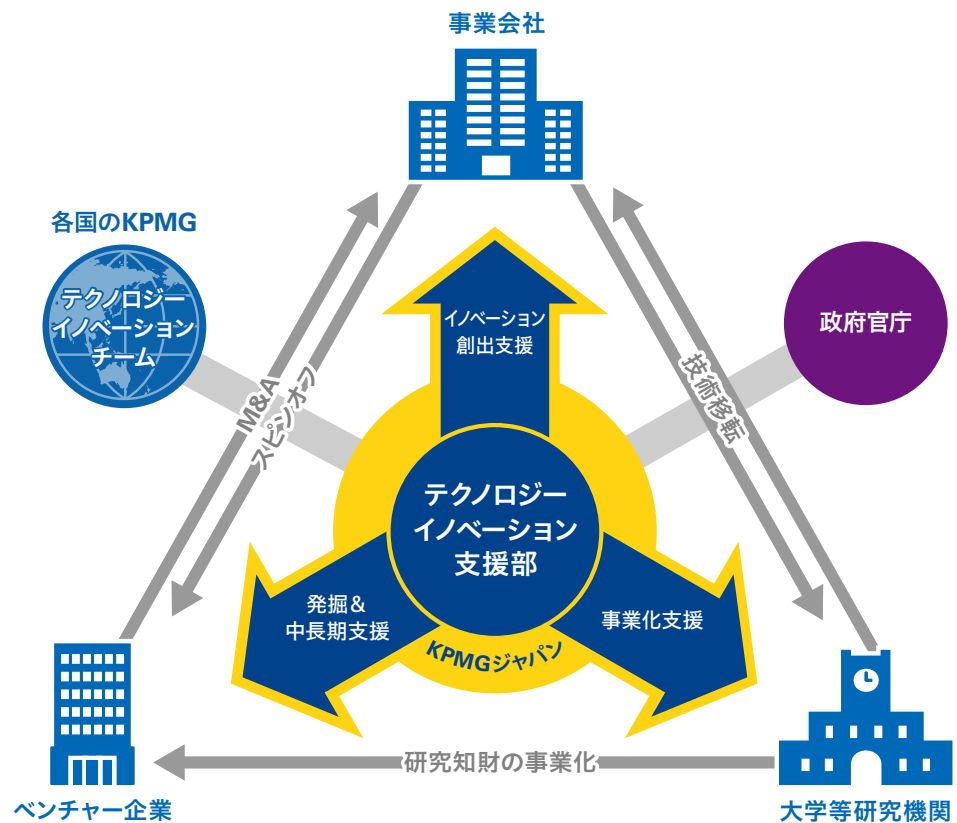 事業会社
各国のKPMG
テクノロジー
イノベーション
チーム
政府官庁
イノベーション
創出支援
M&A
スピンオフ
技術移転
テクノロジー
イノベーション
支援部
発掘&
中長期支援
事業化支援
KPMGジャパン
研究知財の事業化
ベンチャー企業
大学等研究機関